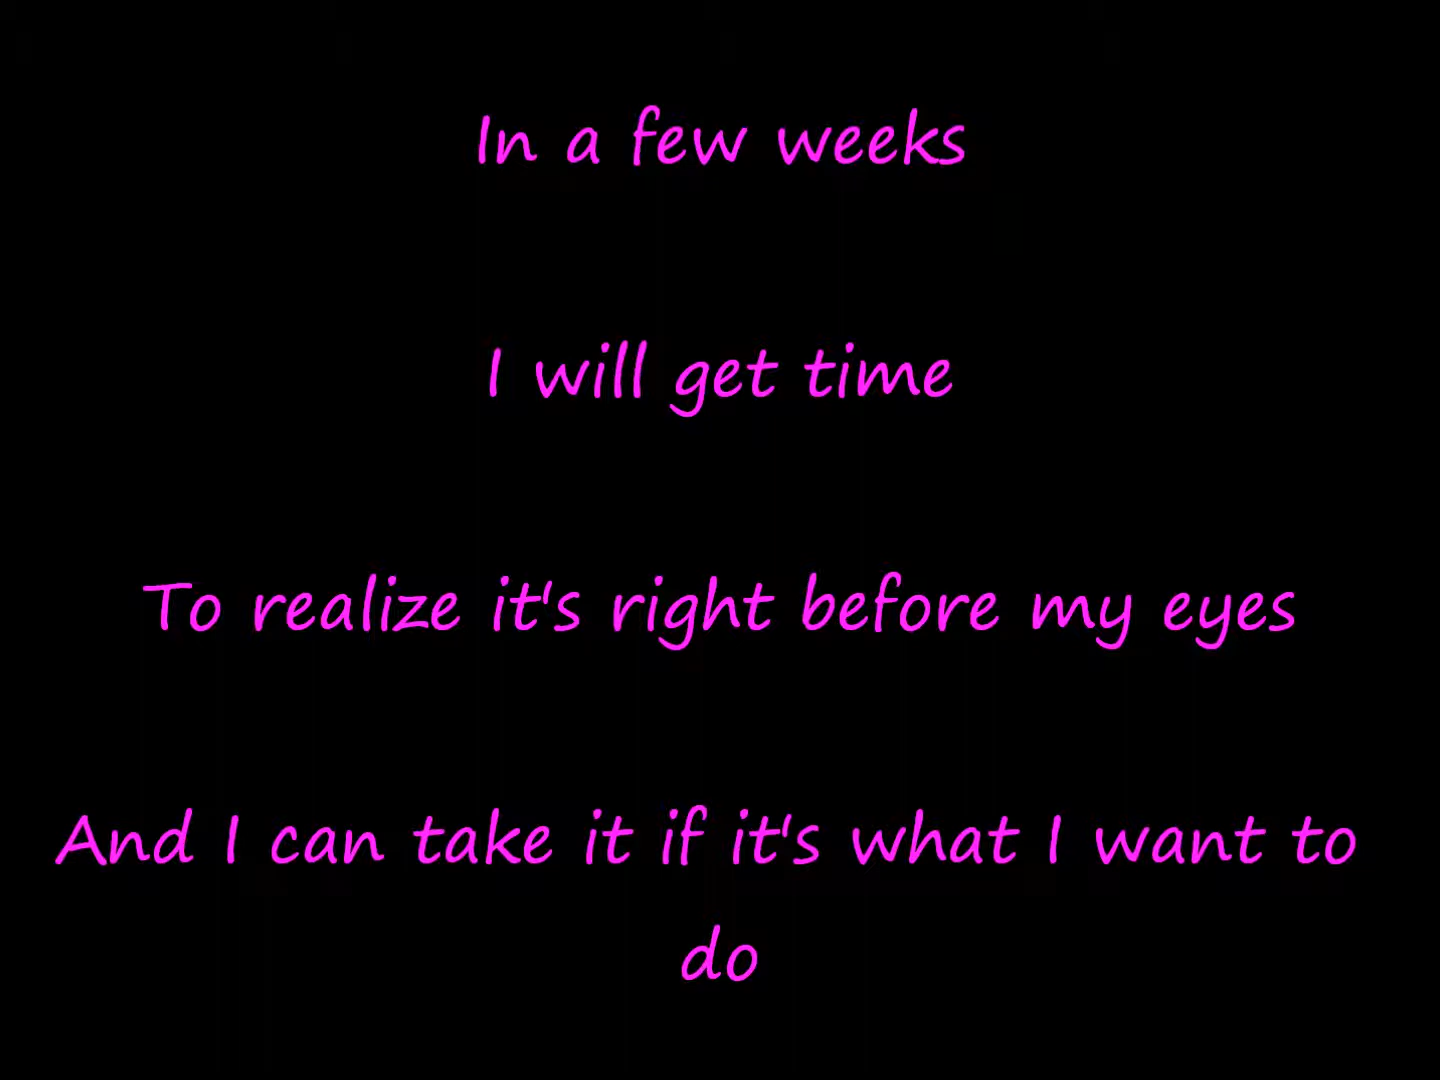 In a few weeks
I will get time
To realize it's right before my eyes
And I can take it if it's what I want to
do